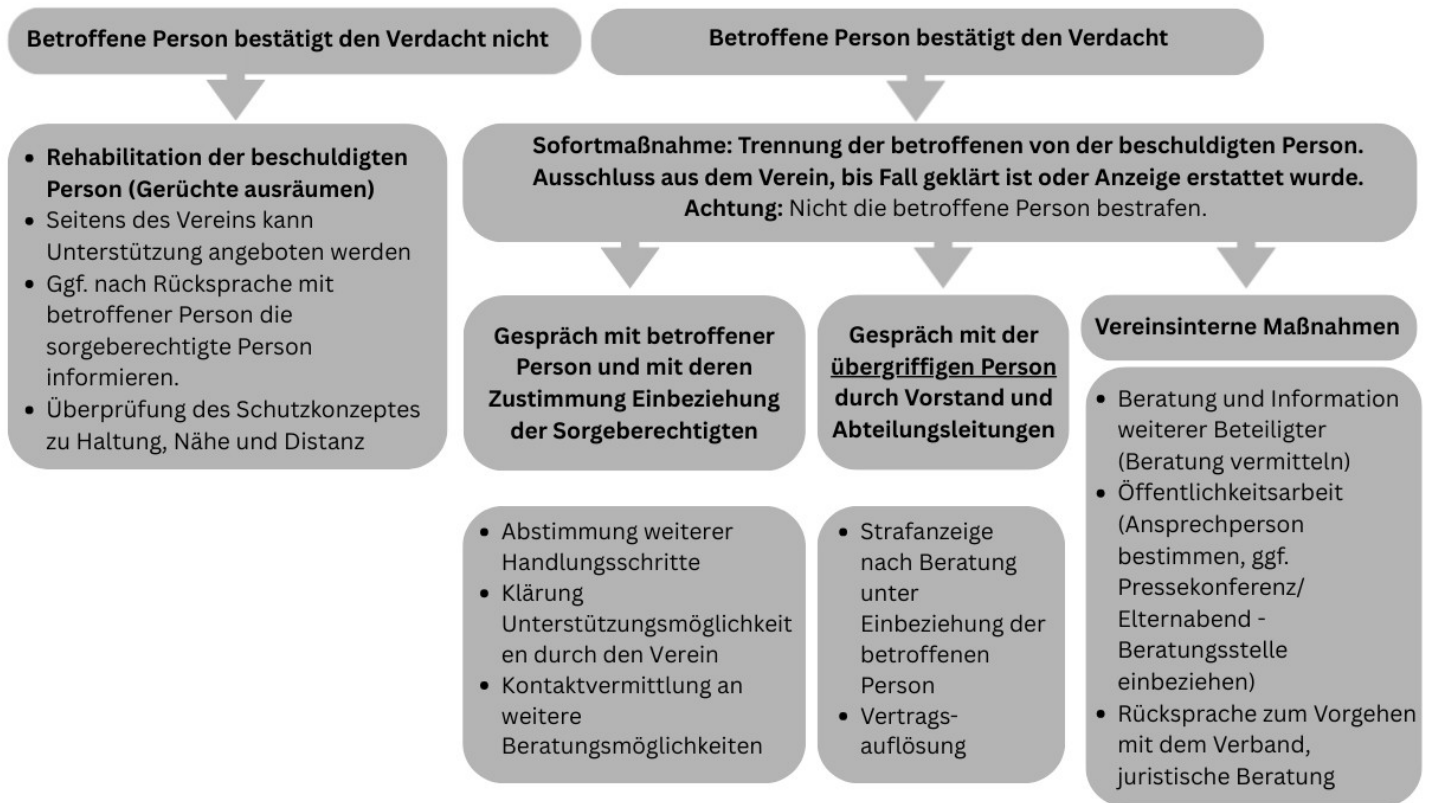 Betroffene Person bestätigt den Verdacht nicht
Betroffene Person bestätigt den Verdacht
• Rehabilitation der beschuldigten
Person (Gerüchte ausräumen)
• Seitens des Vereins kann
Unterstützung angeboten werden
• Ggf. nach Rücksprache mit
betroffener Person die
sorgeberechtigte Person
informieren.
• Überprüfung des Schutzkonzeptes
zu Haltung, Nähe und Distanz
Sofortmaßnahme: Trennung der betroffenen von der beschuldigten Person.
Ausschluss aus dem Verein, bis Fall geklärt ist oder Anzeige erstattet wurde.
Achtung: Nicht die betroffene Person bestrafen.
Gespräch mit betroffener
Person und mit deren
Zustimmung Einbeziehung
der Sorgeberechtigten
• Abstimmung weiterer
Handlungsschritte
• Klärung
Unterstützungsmöglichkeit
en durch den Verein
• Kontaktvermittlung an
weitere
Beratungsmöglichkeiten
Gespräch mit der
übergriffigen Person
durch Vorstand und
Abteilungsleitungen
• Strafanzeige
nach Beratung
unter
Einbeziehung der
betroffenen
Person
• Vertrags-
auflösung
Vereinsinterne Maßnahmen
• Beratung und Information
weiterer Beteiligter
(Beratung vermitteln)
• Öffentlichkeitsarbeit
(Ansprechperson
bestimmen, ggf.
Pressekonferenz/
Elternabend -
Beratungsstelle
einbeziehen)
• Rücksprache zum Vorgehen
mit dem Verband,
juristische Beratung